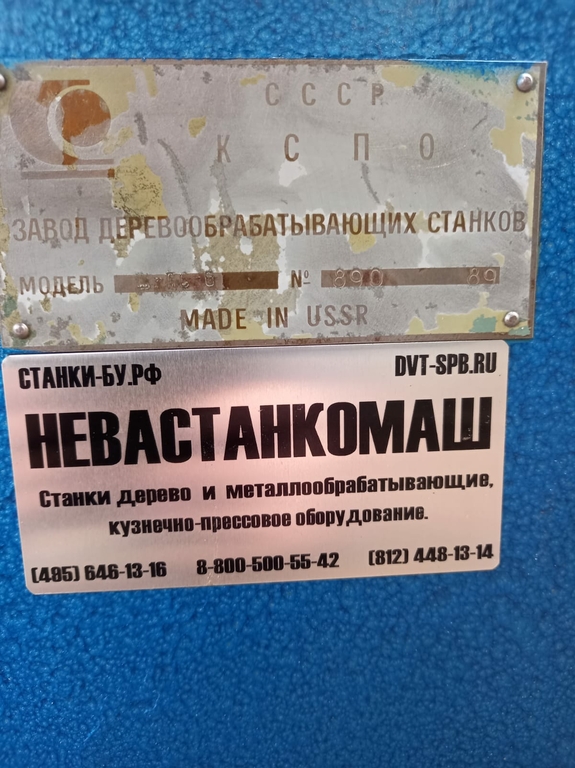 СССР
КСПО
ЗАВОД ДЕРЕВООБРАБАТЫВАЮЩИХ СТАНКОВ
МОДЕЛЬ № 890 89
MADE IN USSR
СТАНКИ-БУ.РФ DVT-SPB.RU
НЕВАСТАНКОМАШ
Станки дерево и металлообрабатывающие,
кузнечно-прессовое оборудование.
(495) 646-13-16 8-800-500-55-42 (812) 448-13-14